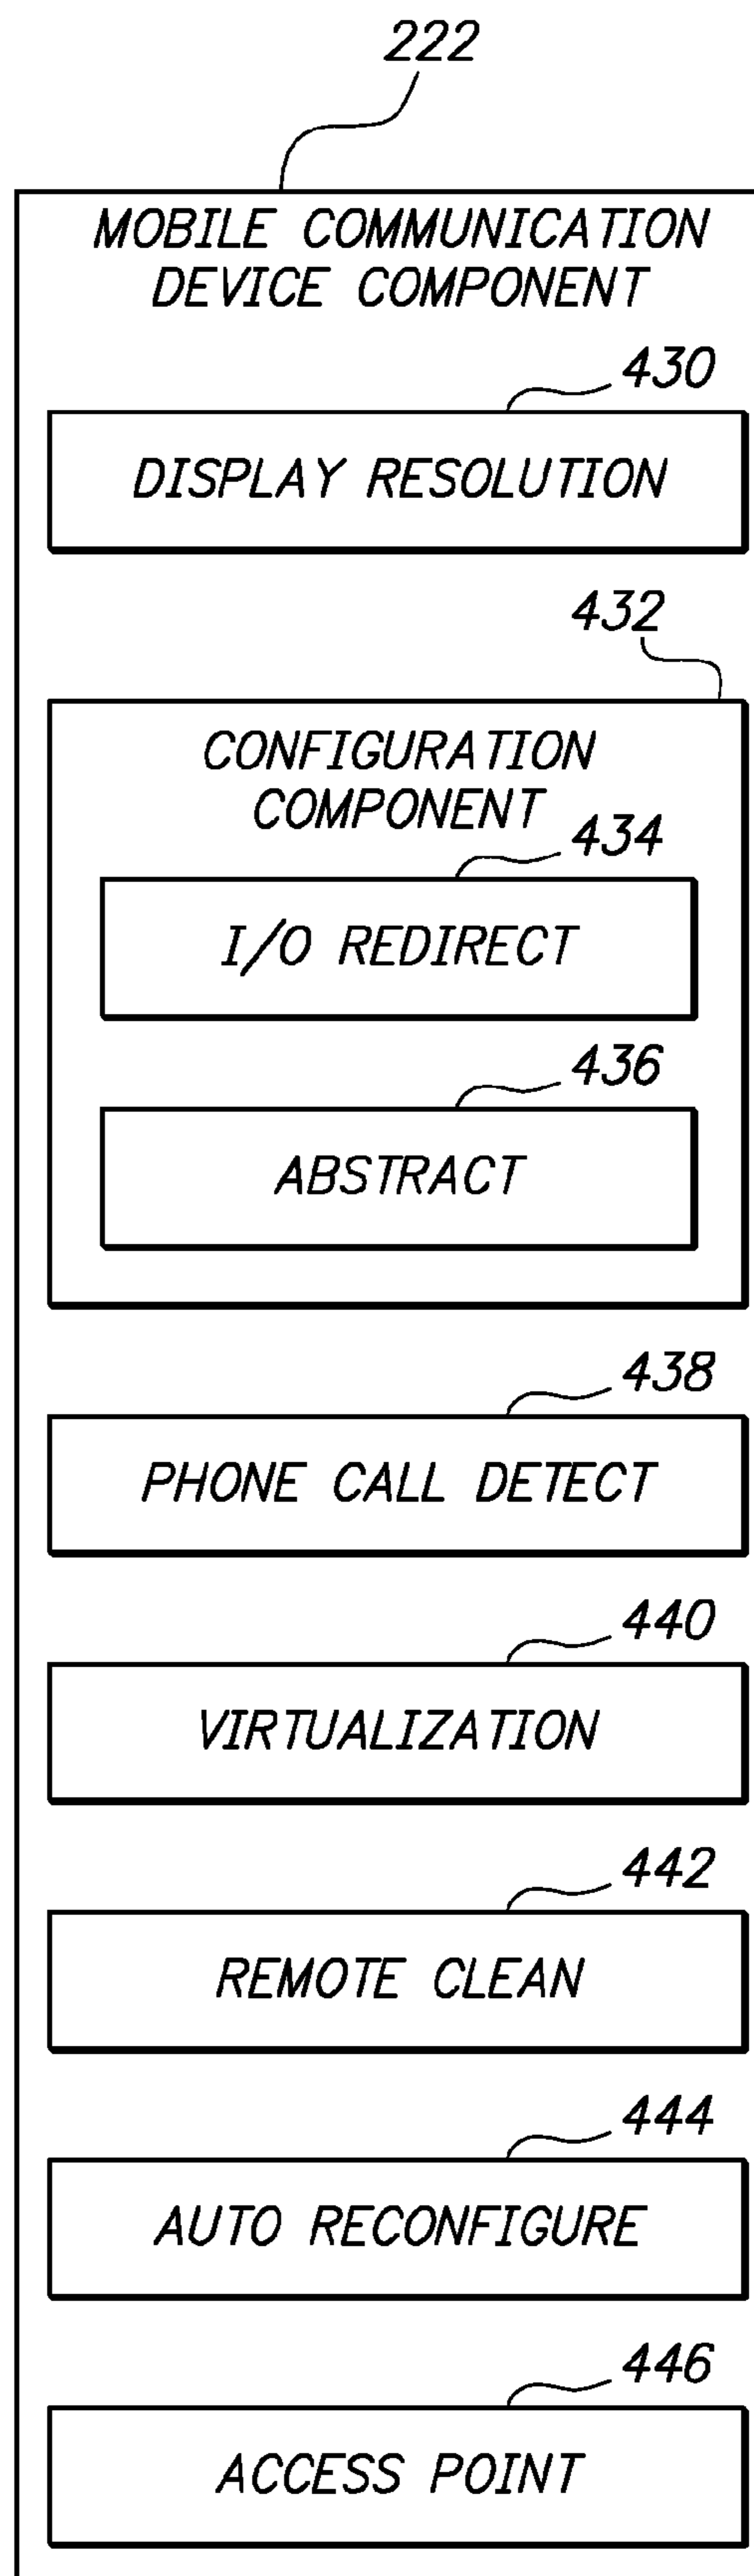 222
MOBILE COMMUNICATION
DEVICE COMPONENT
430
DISPLAY RESOLUTION
432
CONFIGURATION
COMPONENT
434
I/O REDIRECT
436
ABSTRACT
438
PHONE CALL DETECT
440
VIRTUALIZATION
442
REMOTE CLEAN
444
AUTO RECONFIGURE
446
ACCESS POINT